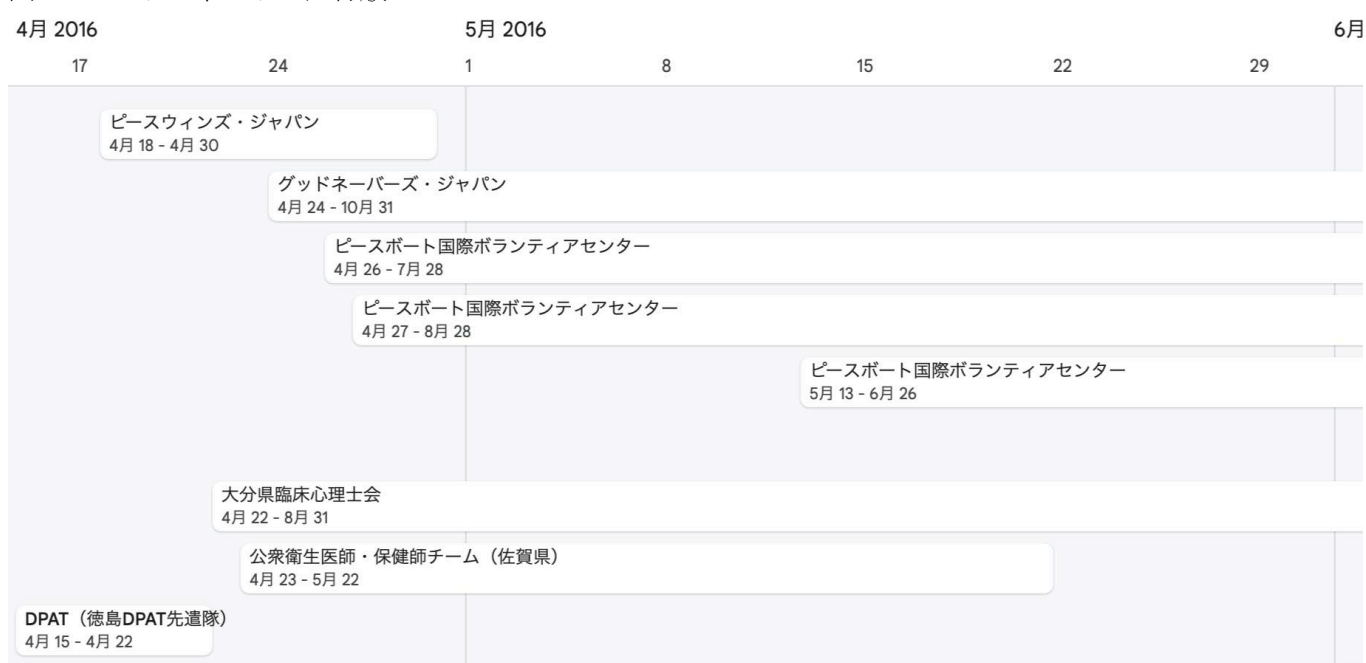 4月 2016
5月 2016
6月
17
24
1
8
15
22
29
ピースウィンズ・ジャパン
4月 18 - 4月 30
グッドネーバーズ・ジャパン
4月 24 - 10月 31
ピースボート国際ボランティアセンター
4月 26 - 7月 28
ピースボート国際ボランティアセンター
4月 27 - 8月 28
ピースボート国際ボランティアセンター
5月 13 - 6月 26
大分県臨床心理士会
4月 22 - 8月 31
公衆衛生医師・保健師チーム（佐賀県）
4月 23 - 5月 22
DPAT（徳島DPAT先遣隊）
4月 15 - 4月 22